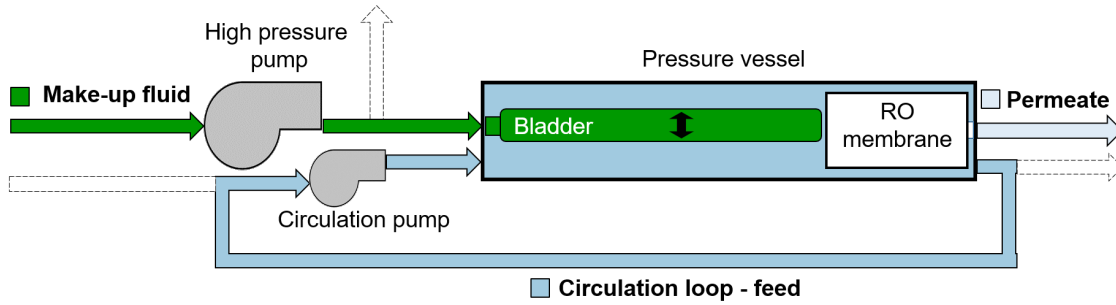 High pressure
pump
Pressure vessel
Make-up fluid
Permeate
Bladder
RO
membrane
Circulation pump
Circulation loop - feed